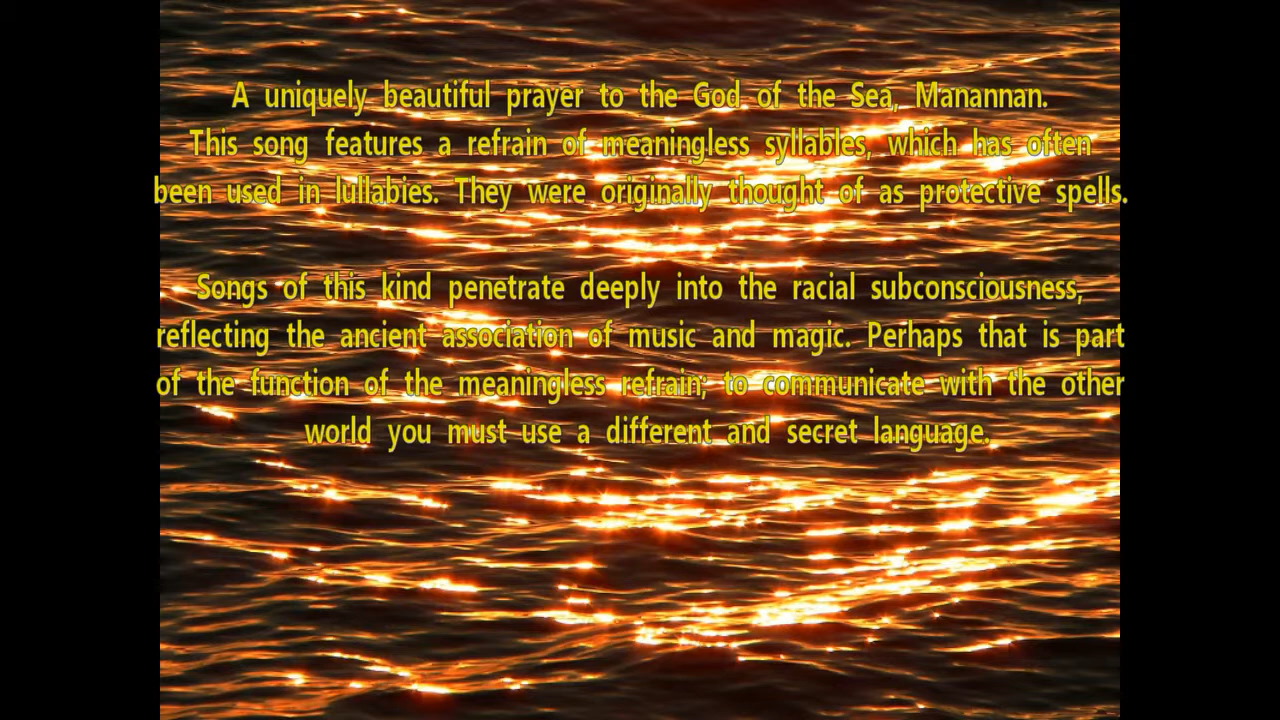 A uniquely beautiful prayer to the God of the Sea, Manannan.
This song features a refrain of meaningless syllables, which has often
been used in lullabies. They were originally thought of as protective spells.
Songs of this kind penetrate deeply into the racial subconsciousness,
reflecting the ancient association of music and magic. Perhaps that is part
of the function of the meaningless refrain; to communicate with the other
world you must use a different and secret language.